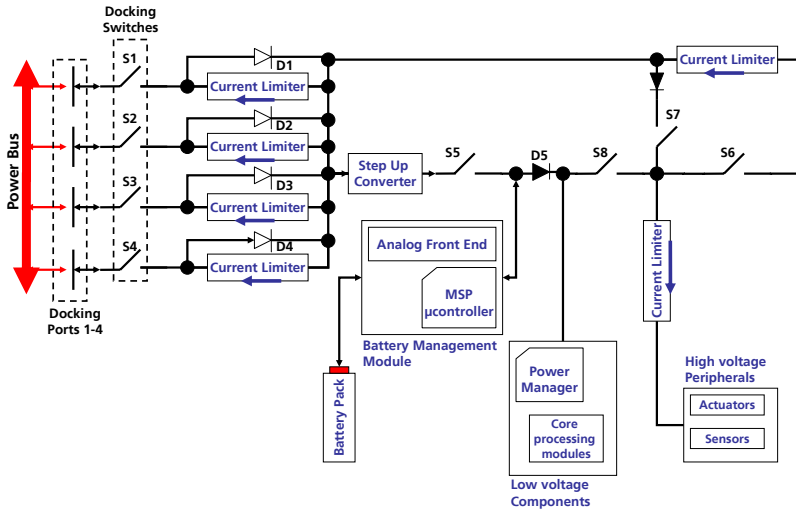 Docking
Switches
Power Bus
S1
S2
S3
S4
D1
Current Limiter
D2
Current Limiter
D3
Current Limiter
D4
Current Limiter
Docking
Ports 1-4
Step Up
Converter
S5
D5
S8
S7
S6
Current Limiter
Current Limiter
Analog Front End
MSP
µcontroller
Battery Management
Module
Battery Pack
Power
Manager
Core
processing
modules
Low voltage
Components
High voltage
Peripherals
Actuators
Sensors